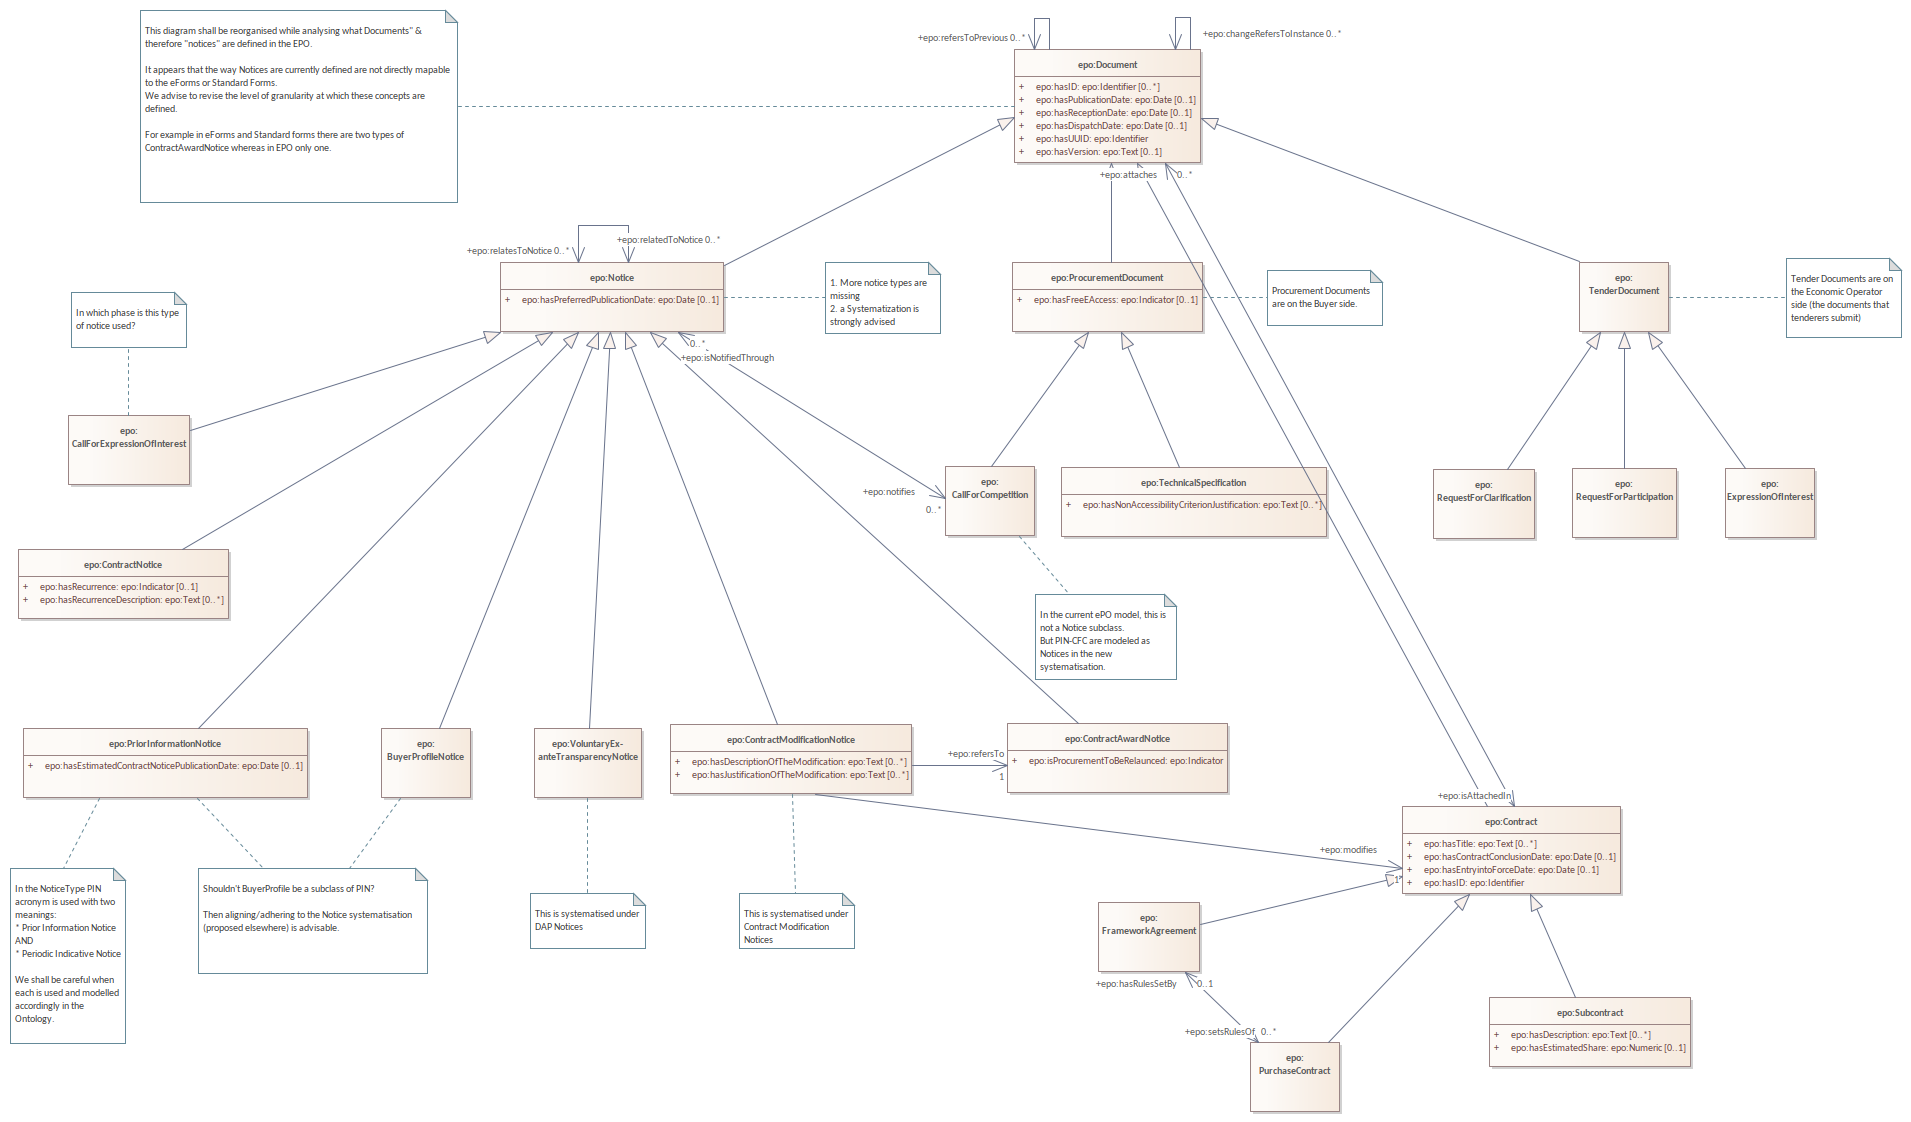 This diagram shall be reorganised while analysing what Documents" &
therefore "notices" are defined in the EPO.
It appears that the way Notices are currently defined are not directly mapable
to the eForms or Standard Forms.
We advise to revise the level of granularity at which these concepts are
defined.
For example in eForms and Standard forms there are two types of
ContractAwardNotice whereas in EPO only one.
+epo:refersToPrevious 0..*
+epo:changeRefersToInstance 0..*
epo:Document
+ epo:hasID: epo:Identifier [0..*]
+ epo:hasPublicationDate: epo:Date [0..1]
+ epo:hasReceptionDate: epo:Date [0..1]
+ epo:hasDispatchDate: epo:Date [0..1]
+ epo:hasUUID: epo:Identifier
+ epo:hasVersion: epo:Text [0..1]
+epo:attaches
0..*
+epo:relatesToNotice 0..*
+epo:relatedToNotice 0..*
epo:Notice
+ epo:hasPreferredPublicationDate: epo:Date [0..1]
1. More notice types are
missing
2. a Systematization is
strongly advised
epo:ProcurementDocument
+ epo:hasFreeEAccess: epo:Indicator [0..1]
Procurement Documents
are on the Buyer side.
epo:
TenderDocument
Tender Documents are on
the Economic Operator
side (the documents that
tenderers submit)
In which phase is this type
of notice used?
0..*
+epo:isNotifiedThrough
epo:
CallForExpressionOfInterest
+epo:notifies
0..*
epo:
CallForCompetition
epo:TechnicalSpecification
+ epo:hasNonAccessibilityCriterionJustification: epo:Text [0..*]
epo:
RequestForClarification
epo:
RequestForParticipation
epo:
ExpressionOfInterest
epo:ContractNotice
+ epo:hasRecurrence: epo:Indicator [0..1]
+ epo:hasRecurrenceDescription: epo:Text [0..*]
In the current ePO model, this is
not a Notice subclass.
But PIN-CFC are modeled as
Notices in the new
systematisation.
epo:PriorInformationNotice
+ epo:hasEstimatedContractNoticePublicationDate: epo:Date [0..1]
epo:
BuyerProfileNotice
epo:VoluntaryEx-
anteTransparencyNotice
epo:ContractModificationNotice
+ epo:hasDescriptionOfTheModification: epo:Text [0..*]
+ epo:hasJustificationOfTheModification: epo:Text [0..*]
+epo:refersTo
1
epo:ContractAwardNotice
+ epo:isProcurementToBeRelaunced: epo:Indicator
+epo:isAttachedIn
epo:Contract
+ epo:hasTitle: epo:Text [0..*]
+ epo:hasContractConclusionDate: epo:Date [0..1]
+ epo:hasEntryintoForceDate: epo:Date [0..1]
+ epo:hasID: epo:Identifier
+epo:modifies
1
In the NoticeType PIN
acronym is used with two
meanings:
* Prior Information Notice
AND
* Periodic Indicative Notice
We shall be careful when
each is used and modelled
accordingly in the
Ontology.
Shouldn't BuyerProfile be a subclass of PIN?
Then aligning/adhering to the Notice systematisation
(proposed elsewhere) is advisable.
This is systematised under
DAP Notices
This is systematised under
Contract Modification
Notices
epo:
FrameworkAgreement
+epo:hasRulesSetBy
0..1
+epo:setsRulesOf
0..*
epo:
PurchaseContract
epo:Subcontract
+ epo:hasDescription: epo:Text [0..*]
+ epo:hasEstimatedShare: epo:Numeric [0..1]